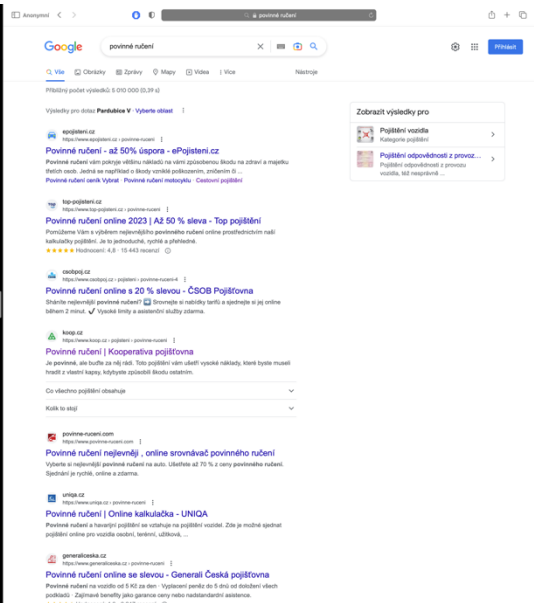 Anonymní
povinné ručení
Google
povinné ručení
Přihlásit
Vše Obrázky Zprávy Mapy Videa Více Nástroje
Přibližný počet výsledků: 5 010 000 (0,39 s)
Výsledky pro dotaz Pardubice V · Vyberte oblast
epojisteni.cz
https://www.epojisteni.cz › povinne-ruceni
Povinné ručení - až 50% úspora - ePojisteni.cz
Povinné ručení vám pokryje většinu nákladů na vámi způsobenou škodu na zdraví a majetku
třetích osob. Jedná se například o škody vzniklé poškozením, zničením či ...
Povinné ručení ceník Vybrat · Povinné ručení motocyklu · Cestovní pojištění
top-pojisteni.cz
https://www.top-pojisteni.cz › povinne-ruceni
Povinné ručení online 2023 | Až 50 % sleva - Top pojištění
Pomůžeme Vám s výběrem nejlevnějšího povinného ručení online prostřednictvím naší
kalkulačky pojištění. Je to jednoduché, rychlé a přehledné.
Hodnocení: 4,8 · 15 443 recenzí
csobpoj.cz
https://www.csobpoj.cz › pojisteni › povinne-ruceni-4
Povinné ručení online s 20 % slevou - ČSOB Pojišťovna
Sháníte nejlevnější povinné ručení? Srovnejte si nabídky tarifů a sjednejte si jej online
během 2 minut. ✓ Vysoké limity a asistenční služby zdarma.
koop.cz
https://www.koop.cz › pojisteni › povinne-ruceni
Povinné ručení | Kooperativa pojišťovna
Je povinné, ale buďte za něj rádi. Toto pojištění vám ušetří vysoké náklady, které byste museli
hradit z vlastní kapsy, kdybyste způsobili škodu ostatním.
Co všechno pojištění obsahuje
Kolik to stojí
povinne-ruceni.com
https://www.povinne-ruceni.com
Povinné ručení nejlevněji , online srovnávač povinného ručení
Vyberte si nejlevnější povinné ručení na auto. Ušetřete až 70 % z ceny povinného ručení.
Sjednání je rychlé, online a zdarma.
uniqa.cz
https://www.uniqa.cz › povinne-ruceni
Povinné ručení | Online kalkulačka - UNIQA
Povinné ručení a havarijní pojištění se vztahuje na pojištění vozidel. Zde je možné sjednat
pojištění online pro vozidla osobní, terénní, užitková, ...
generaliceska.cz
https://www.generaliceska.cz › povinne-ruceni
Povinné ručení online se slevou - Generali Česká pojišťovna
Povinné ručení na vozidlo od 5 Kč za den · Vyplacení peněz do 5 dnů od doložení všech
podkladů · Zajímavé benefity jako garance ceny nebo nadstandardní asistence.
Zobrazit výsledky pro
Pojištění vozidla
Kategorie pojištění
Pojištění odpovědnosti z provoz...
Pojištění odpovědnosti z provozu
vozidla, též nesprávně ...